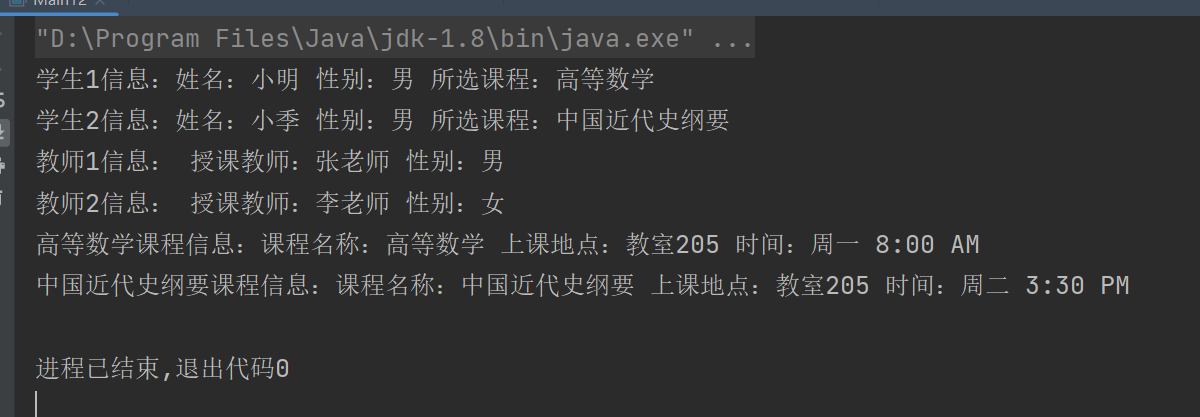 Main12
"D:\Program Files\Java\jdk-1.8\bin\java.exe" ...
学生1信息：姓名：小明 性别：男 所选课程：高等数学
学生2信息：姓名：小季 性别：男 所选课程：中国近代史纲要
教师1信息： 授课教师：张老师 性别：男
教师2信息： 授课教师：李老师 性别：女
高等数学课程信息：课程名称：高等数学 上课地点：教室205 时间：周一 8:00 AM
中国近代史纲要课程信息：课程名称：中国近代史纲要 上课地点：教室205 时间：周二 3:30 PM
进程已结束,退出代码0